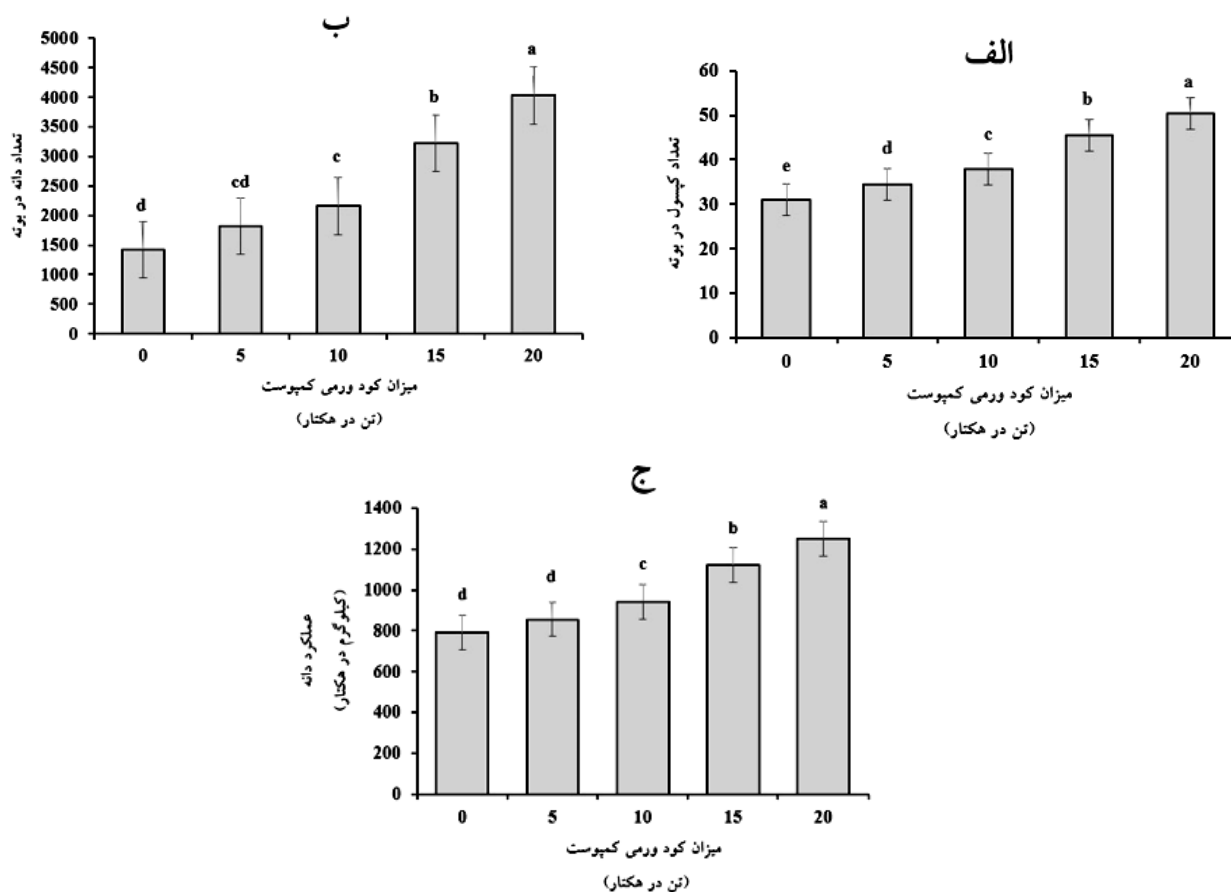 الف
تعداد کپسول در بوته
60
50
40
30
20
10
0
e
d
c
b
a
0 5 10 15 20
میزان کود ورمی کمپوست
(تن در هکتار)
ب
تعداد دانه در بوته
5000
4500
4000
3500
3000
2500
2000
1500
1000
500
0
d
cd
c
b
a
0 5 10 15 20
میزان کود ورمی کمپوست
(تن در هکتار)
ج
عملکرد دانه
(کیلوگرم در هکتار)
1400
1200
1000
800
600
400
200
0
d
d
c
b
a
0 5 10 15 20
میزان کود ورمی کمپوست
(تن در هکتار)